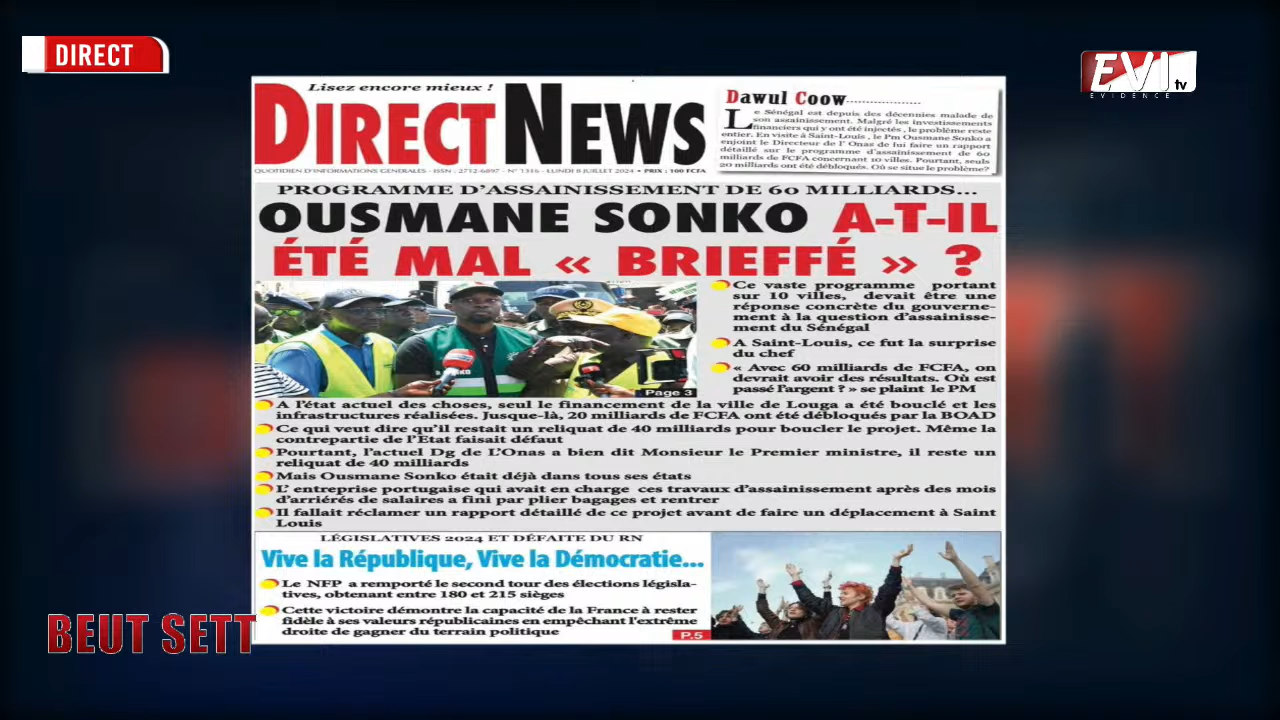 DIRECT
EVI tv
EVIDENCE
Lisez encore mieux !
DIRECT NEWS
QUOTIDIEN D'INFORMATIONS GENERALES - ISSN : 2712-6897 - N° 1316 - LUNDI 8 JUILLET 2024 • PRIX : 100 FCFA
Dawul Coow....................
Le Sénégal est depuis des décennies malade de
son assainissement. Malgré les investissements
financiers qui y ont été injectés , le problème reste
entier. En visite à Saint-Louis , le Pm Ousmane Sonko a
enjoint le Directeur de l' Onas de lui faire un rapport
détaillé sur le programme d'assainissement de 60
milliards de FCFA concernant 10 villes. Pourtant, seuls
20 milliards ont été débloqués. Où se situe le problème?
PROGRAMME D'ASSAINISSEMENT DE 60 MILLIARDS...
OUSMANE SONKO A-T-IL
ÉTÉ MAL « BRIEFFÉ » ?
Ce vaste programme portant
sur 10 villes, devait être une
réponse concrète du gouverne-
ment à la question d'assainisse-
ment du Sénégal
A Saint-Louis, ce fut la surprise
du chef
« Avec 60 milliards de FCFA, on
devrait avoir des résultats. Où est
passé l'argent ? » se plaint le PM
Page 3
A l'état actuel des choses, seul le financement de la ville de Louga a été bouclé et les
infrastructures réalisées. Jusque-là, 20 milliards de FCFA ont été débloqués par la BOAD
Ce qui veut dire qu'il restait un reliquat de 40 milliards pour boucler le projet. Même la
contrepartie de l'Etat faisait défaut
Pourtant, l'actuel Dg de L'Onas a bien dit Monsieur le Premier ministre, il reste un
reliquat de 40 milliards
Mais Ousmane Sonko était déjà dans tous ses états
L' entreprise portugaise qui avait en charge ces travaux d'assainissement après des mois
d'arriérés de salaires a fini par plier bagages et rentrer
Il fallait réclamer un rapport détaillé de ce projet avant de faire un déplacement à Saint
Louis
LÉGISLATIVES 2024 ET DÉFAITE DU RN
Vive la République, Vive la Démocratie...
Le NFP a remporté le second tour des élections législa-
tives, obtenant entre 180 et 215 sièges
Cette victoire démontre la capacité de la France à rester
fidèle à ses valeurs républicaines en empêchant l'extrême
droite de gagner du terrain politique
P.5
BEUT SETT